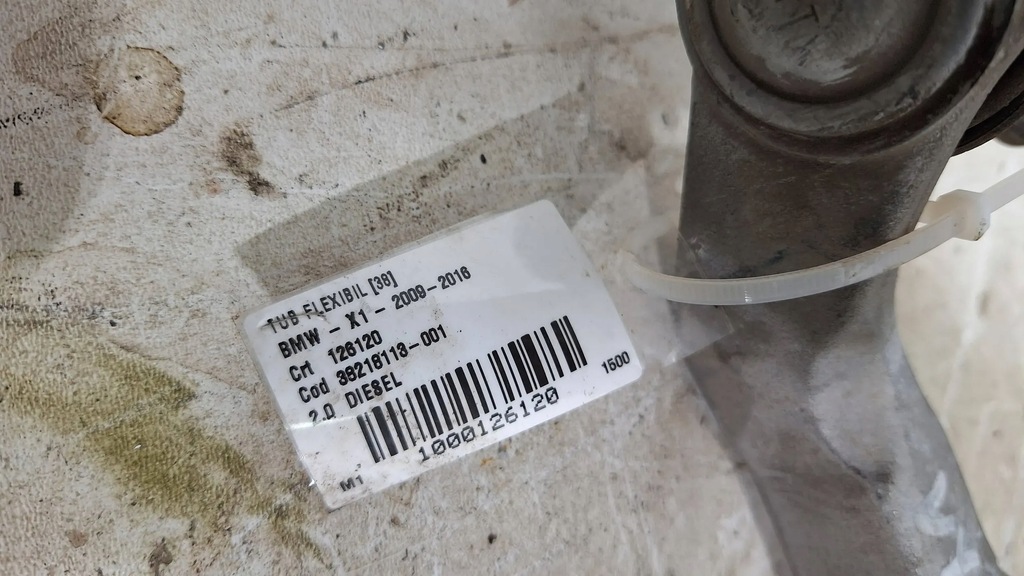 TUB FLEXIBIL [38]
BMW - X1 - 2009-2016
Crt 126120
Cod 38218113-001
2.0 DIESEL
1500
1000126120
M1